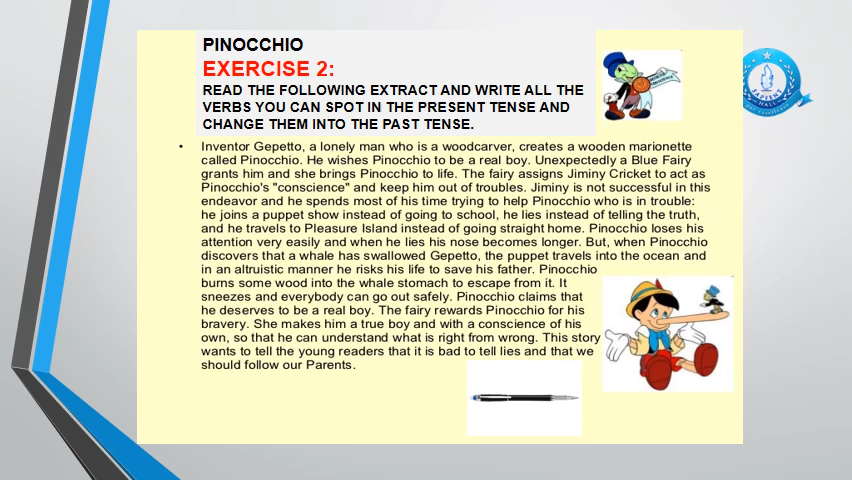 PINOCCHIO
EXERCISE 2:
READ THE FOLLOWING EXTRACT AND WRITE ALL THE
VERBS YOU CAN SPOT IN THE PRESENT TENSE AND
CHANGE THEM INTO THE PAST TENSE.
• Inventor Gepetto, a lonely man who is a woodcarver, creates a wooden marionette
called Pinocchio. He wishes Pinocchio to be a real boy. Unexpectedly a Blue Fairy
grants him and she brings Pinocchio to life. The fairy assigns Jiminy Cricket to act as
Pinocchio's "conscience" and keep him out of troubles. Jiminy is not successful in this
endeavor and he spends most of his time trying to help Pinocchio who is in trouble:
he joins a puppet show instead of going to school, he lies instead of telling the truth,
and he travels to Pleasure Island instead of going straight home. Pinocchio loses his
attention very easily and when he lies his nose becomes longer. But, when Pinocchio
discovers that a whale has swallowed Gepetto, the puppet travels into the ocean and
in an altruistic manner he risks his life to save his father. Pinocchio
burns some wood into the whale stomach to escape from it. It
sneezes and everybody can go out safely. Pinocchio claims that
he deserves to be a real boy. The fairy rewards Pinocchio for his
bravery. She makes him a true boy and with a conscience of his
own, so that he can understand what is right from wrong. This story
wants to tell the young readers that it is bad to tell lies and that we
should follow our Parents.
SAPIENT
HALL